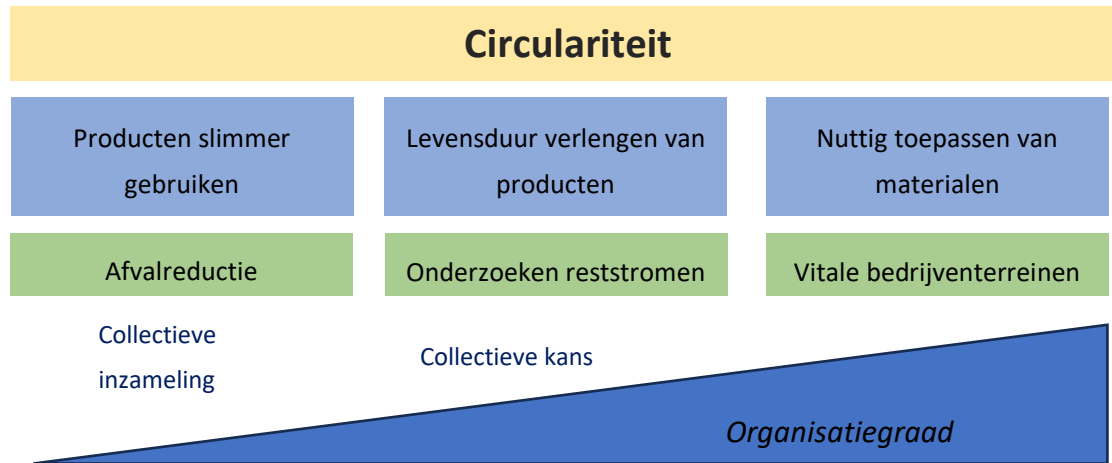 Circulariteit
Producten slimmer
gebruiken
Levensduur verlengen van
producten
Nuttig toepassen van
materialen
Afvalreductie
Onderzoeken reststromen
Vitale bedrijventerreinen
Collectieve
inzameling
Collectieve kans
Organisatiegraad